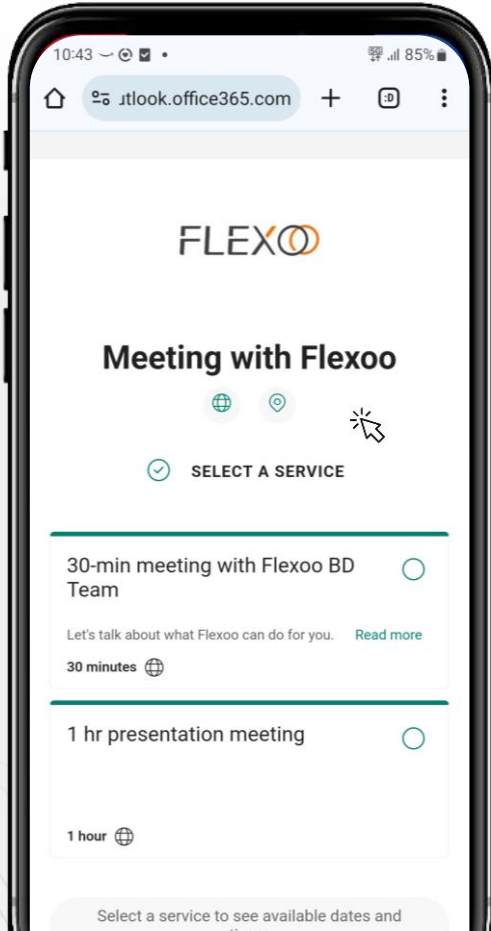 10:43
85%
utlook.office365.com
:D
FLEXOO
Meeting with Flexoo
SELECT A SERVICE
30-min meeting with Flexoo BD
Team
Let's talk about what Flexoo can do for you. Read more
30 minutes
1 hr presentation meeting
1 hour
Select a service to see available dates and